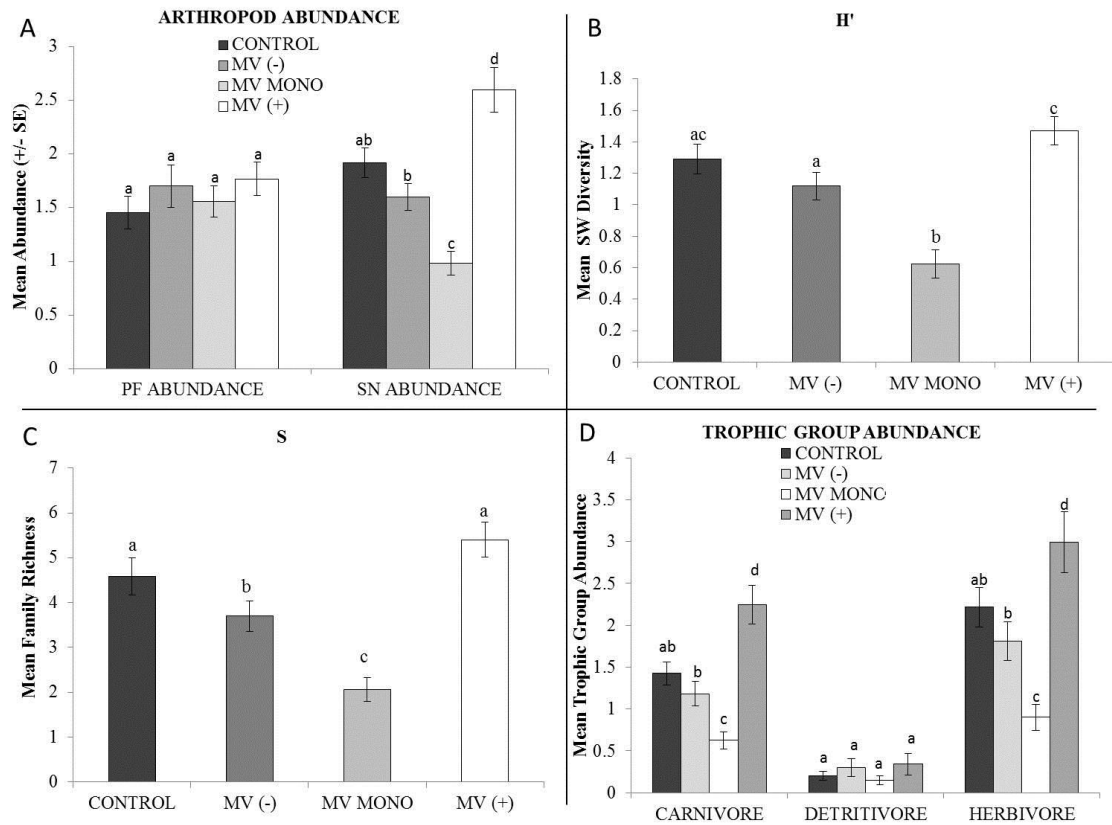 A
ARTHROPOD ABUNDANCE
CONTROL
MV (-)
MV MONO
MV (+)
Mean Abundance (+/- SE)
3
2.5
2
1.5
1
0.5
0
a
a
a
a
ab
b
c
d
PF ABUNDANCE
SN ABUNDANCE
B
H'
Mean SW Diversity
1.8
1.6
1.4
1.2
1
0.8
0.6
0.4
0.2
0
ac
a
b
c
CONTROL
MV (-)
MV MONO
MV (+)
C
S
Mean Family Richness
7
6
5
4
3
2
1
0
a
b
c
a
CONTROL
MV (-)
MV MONO
MV (+)
D
TROPHIC GROUP ABUNDANCE
CONTROL
MV (-)
MV MONO
MV (+)
Mean Trophic Group Abundance
4
3.5
3
2.5
2
1.5
1
0.5
0
ab
b
c
d
a
a
a
a
ab
b
c
d
CARNIVORE
DETRITIVORE
HERBIVORE